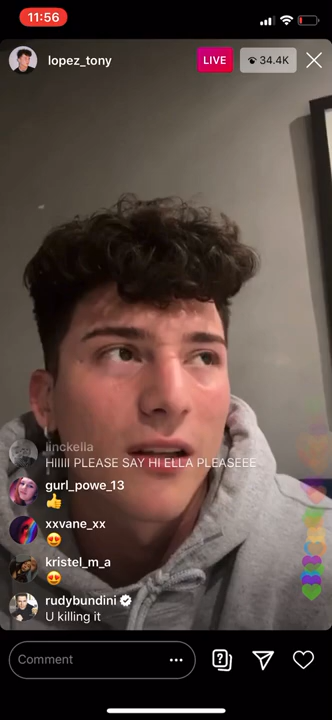 11:56
lopez_tony
LIVE
34.4K
linckella
HIIIII PLEASE SAY HI ELLA PLEASEEE
gurl_powe_13
👍
xxvane_xx
😍
kristel_m_a
😍
rudybundini
U killing it
Comment